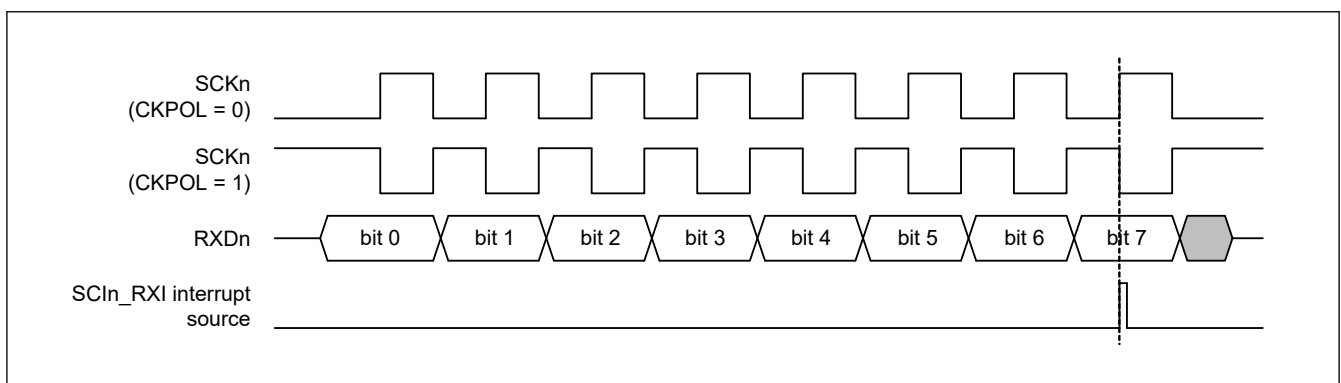 SCKn
(CKPOL = 0)
SCKn
(CKPOL = 1)
RXDn
bit 0 bit 1 bit 2 bit 3 bit 4 bit 5 bit 6 bit 7
SCIn_RXI interrupt
source